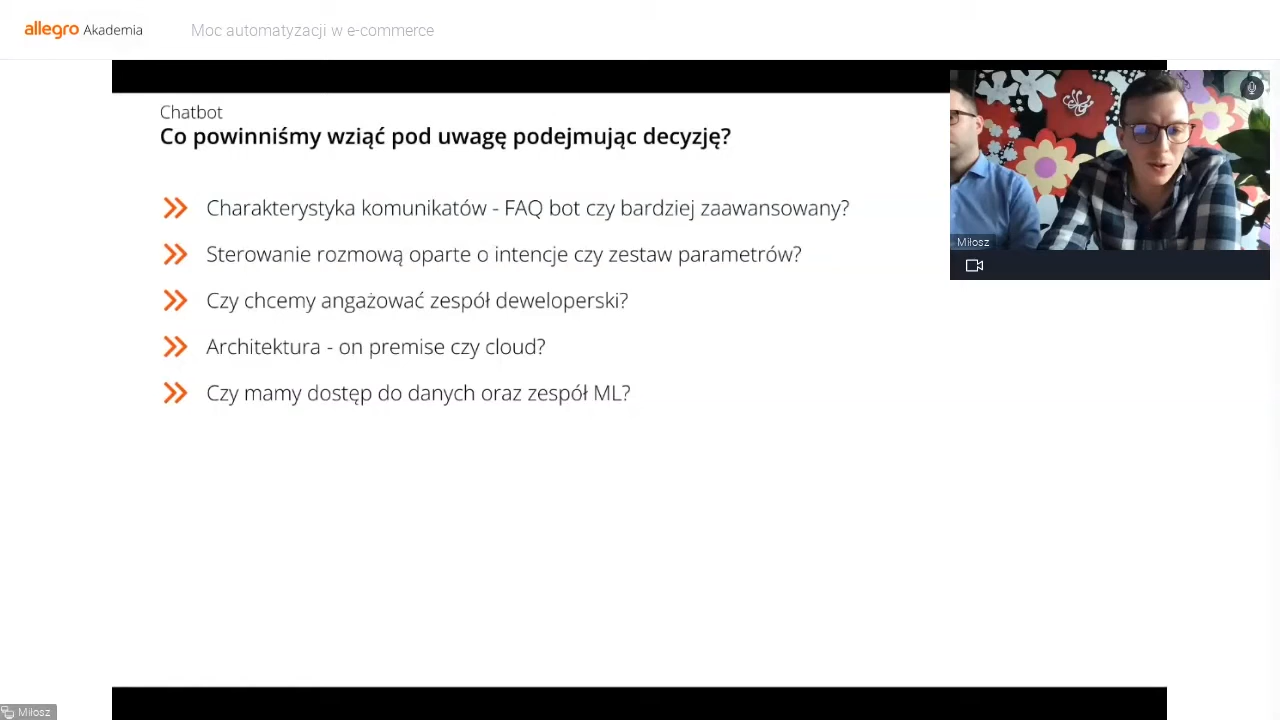 allegro Akademia
Moc automatyzacji w e-commerce
Chatbot
Co powinniśmy wziąć pod uwagę podejmując decyzję?
Charakterystyka komunikatów - FAQ bot czy bardziej zaawansowany?
Sterowanie rozmową oparte o intencje czy zestaw parametrów?
Czy chcemy angażować zespół deweloperski?
Architektura - on premise czy cloud?
Czy mamy dostęp do danych oraz zespół ML?
Miłosz
Miłosz